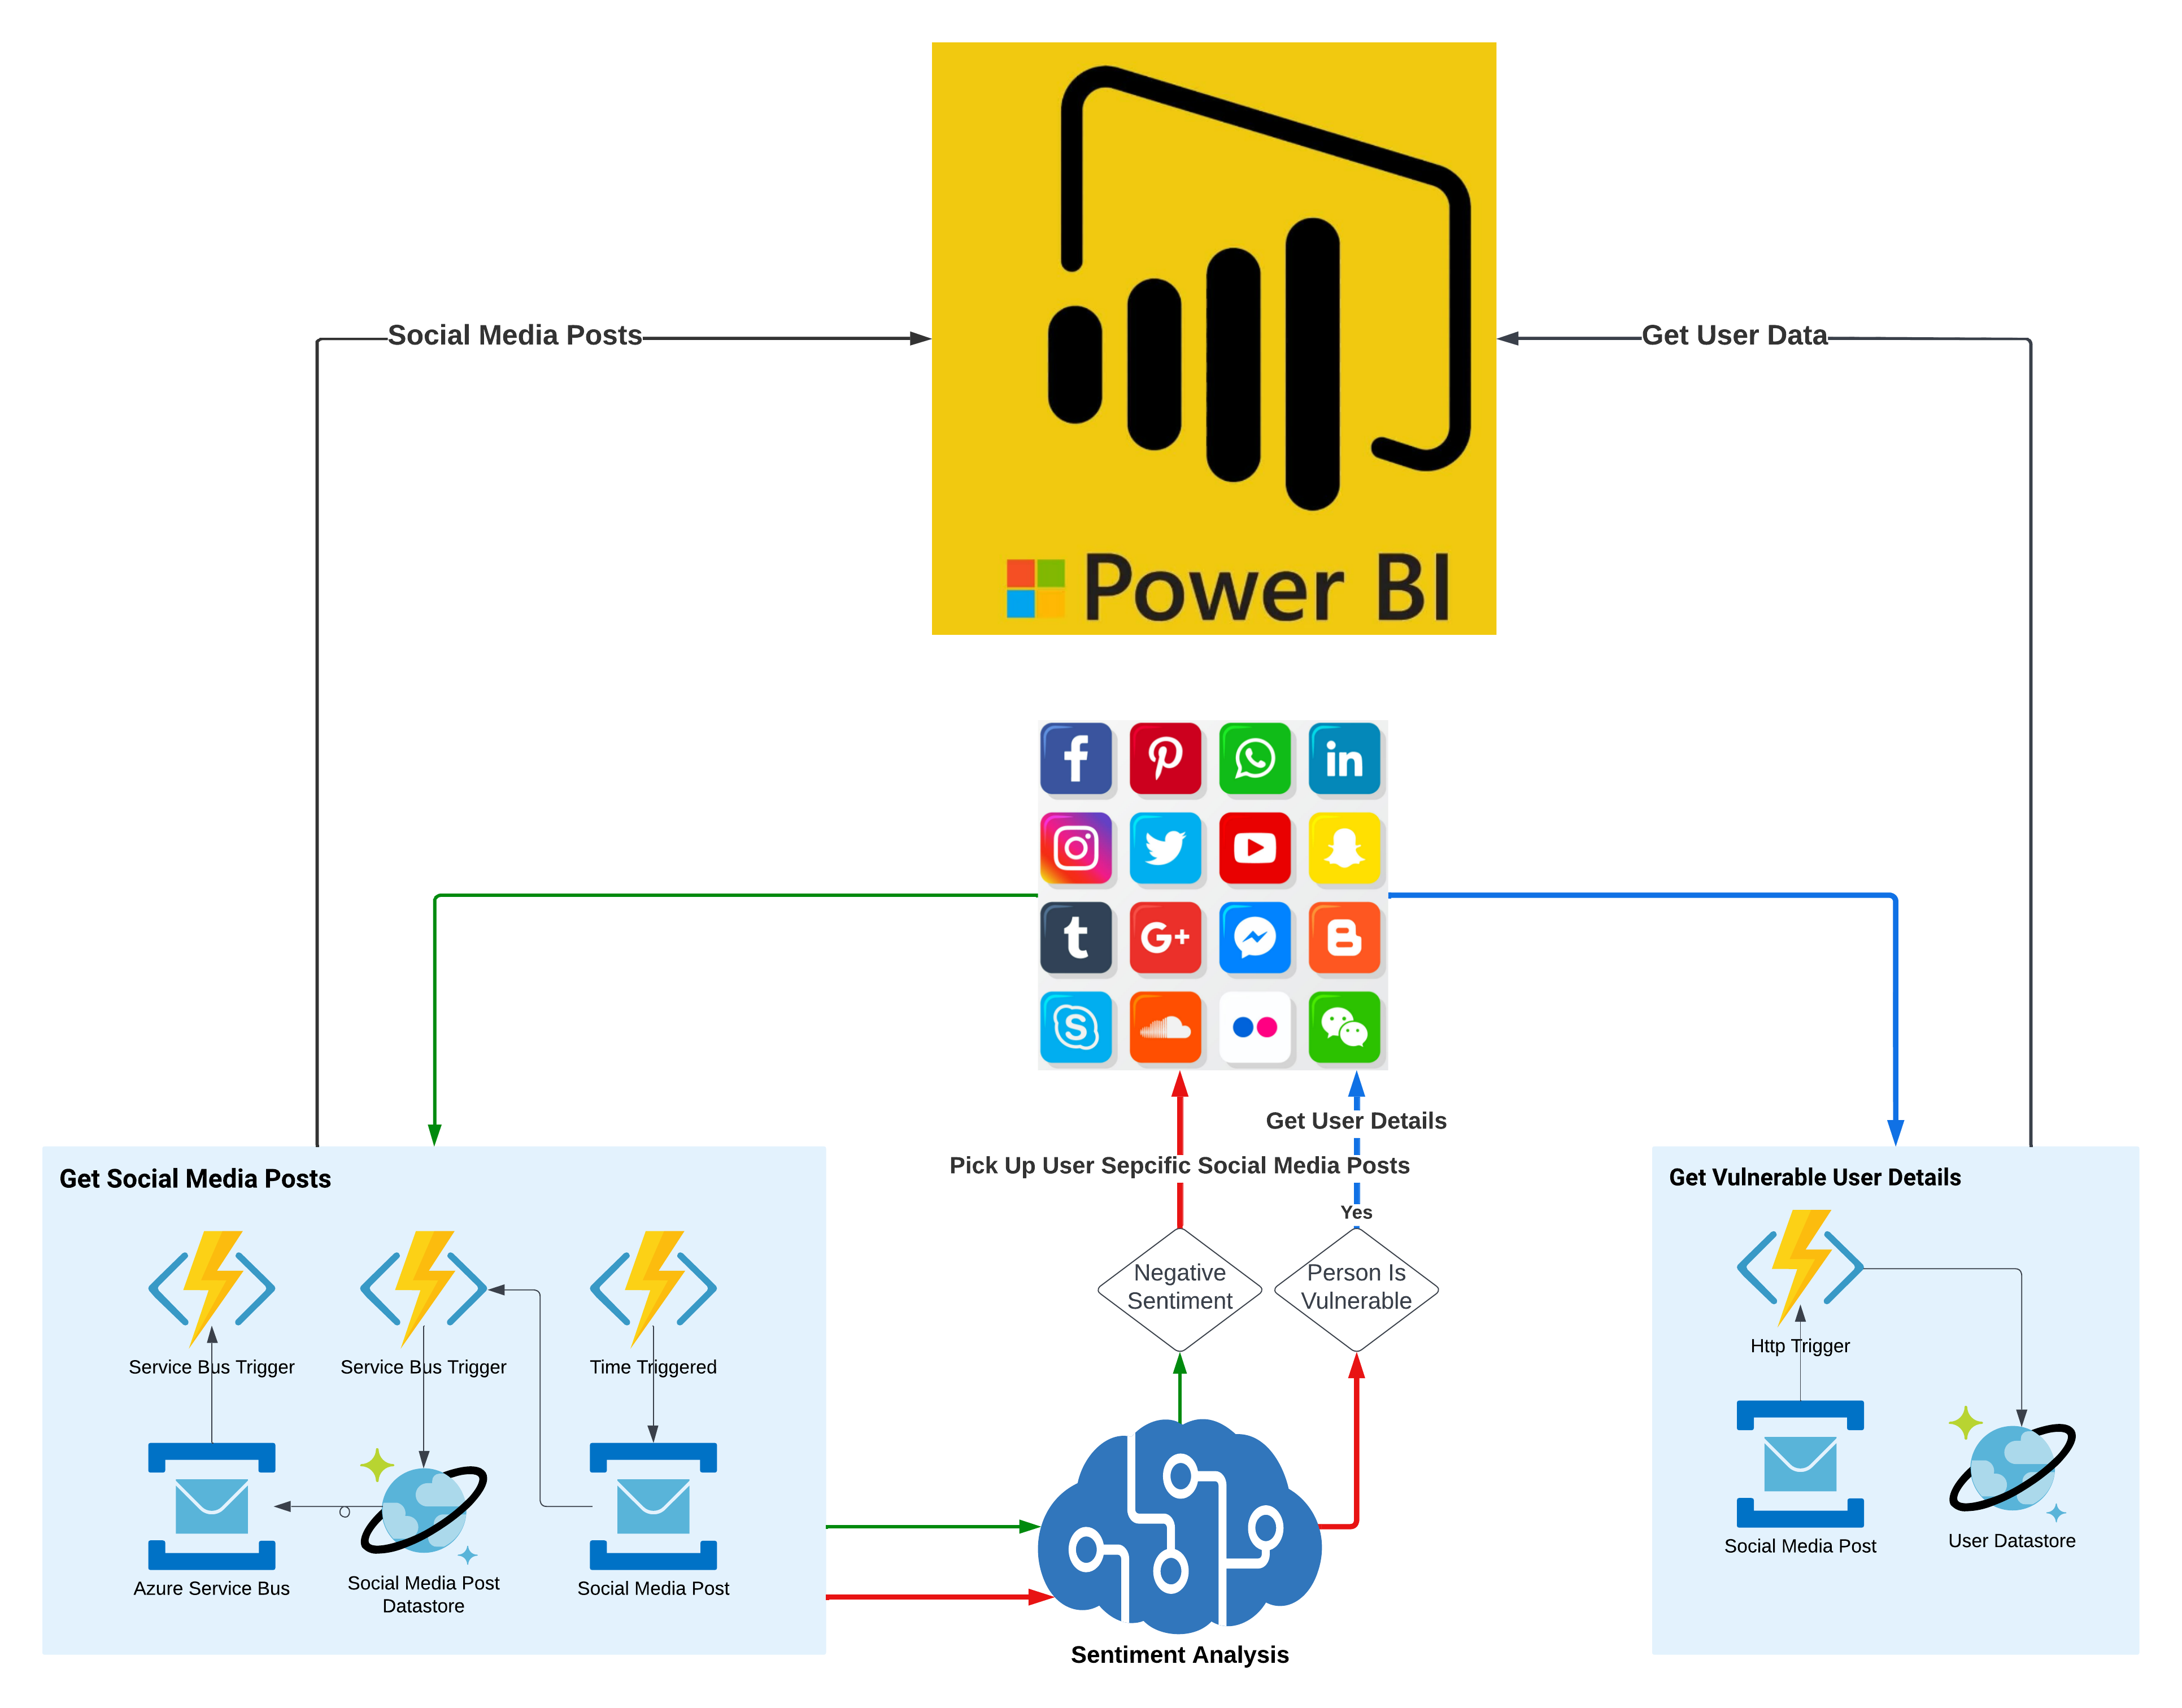 Power BI
Social Media Posts
Get User Data
Get User Details
Pick Up User Sepcific Social Media Posts
Yes
Get Social Media Posts
Service Bus Trigger
Service Bus Trigger
Time Triggered
Azure Service Bus
Social Media Post
Datastore
Social Media Post
Negative
Sentiment
Person Is
Vulnerable
Sentiment Analysis
Get Vulnerable User Details
Http Trigger
Social Media Post
User Datastore